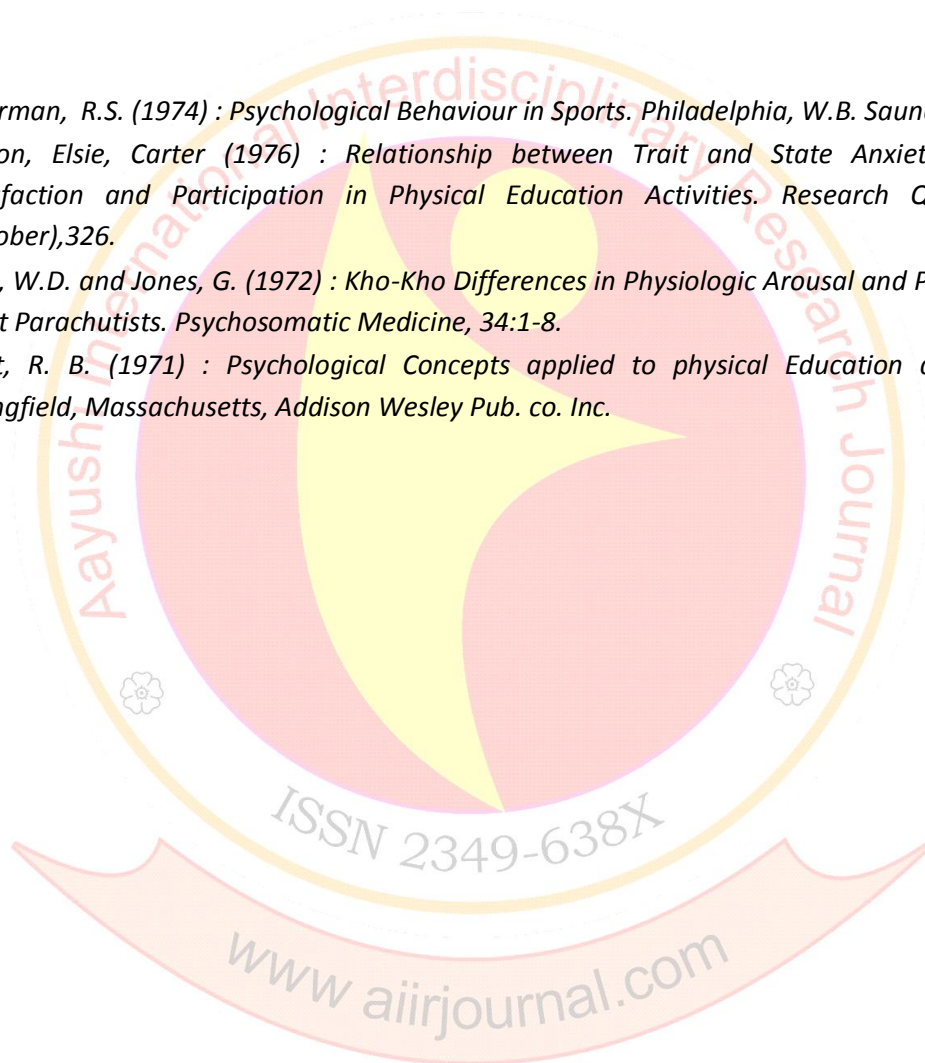 rman, R.S. (1974) : Psychological Behaviour in Sports. Philadelphia, W.B. Saun
on, Elsie, Carter (1976) : Relationship between Trait and State Anxiet
faction and Participation in Physical Education Activities. Research Q
ober),326.
, W.D. and Jones, G. (1972) : Kho-Kho Differences in Physiologic Arousal and P
t Parachutists. Psychosomatic Medicine, 34:1-8.
t, R. B. (1971) : Psychological Concepts applied to physical Education
ngfield, Massachusetts, Addison Wesley Pub. co. Inc.
Aayushi International Interdisciplinary Research Journal
ISSN 2349-638X
www aiirjournal.com